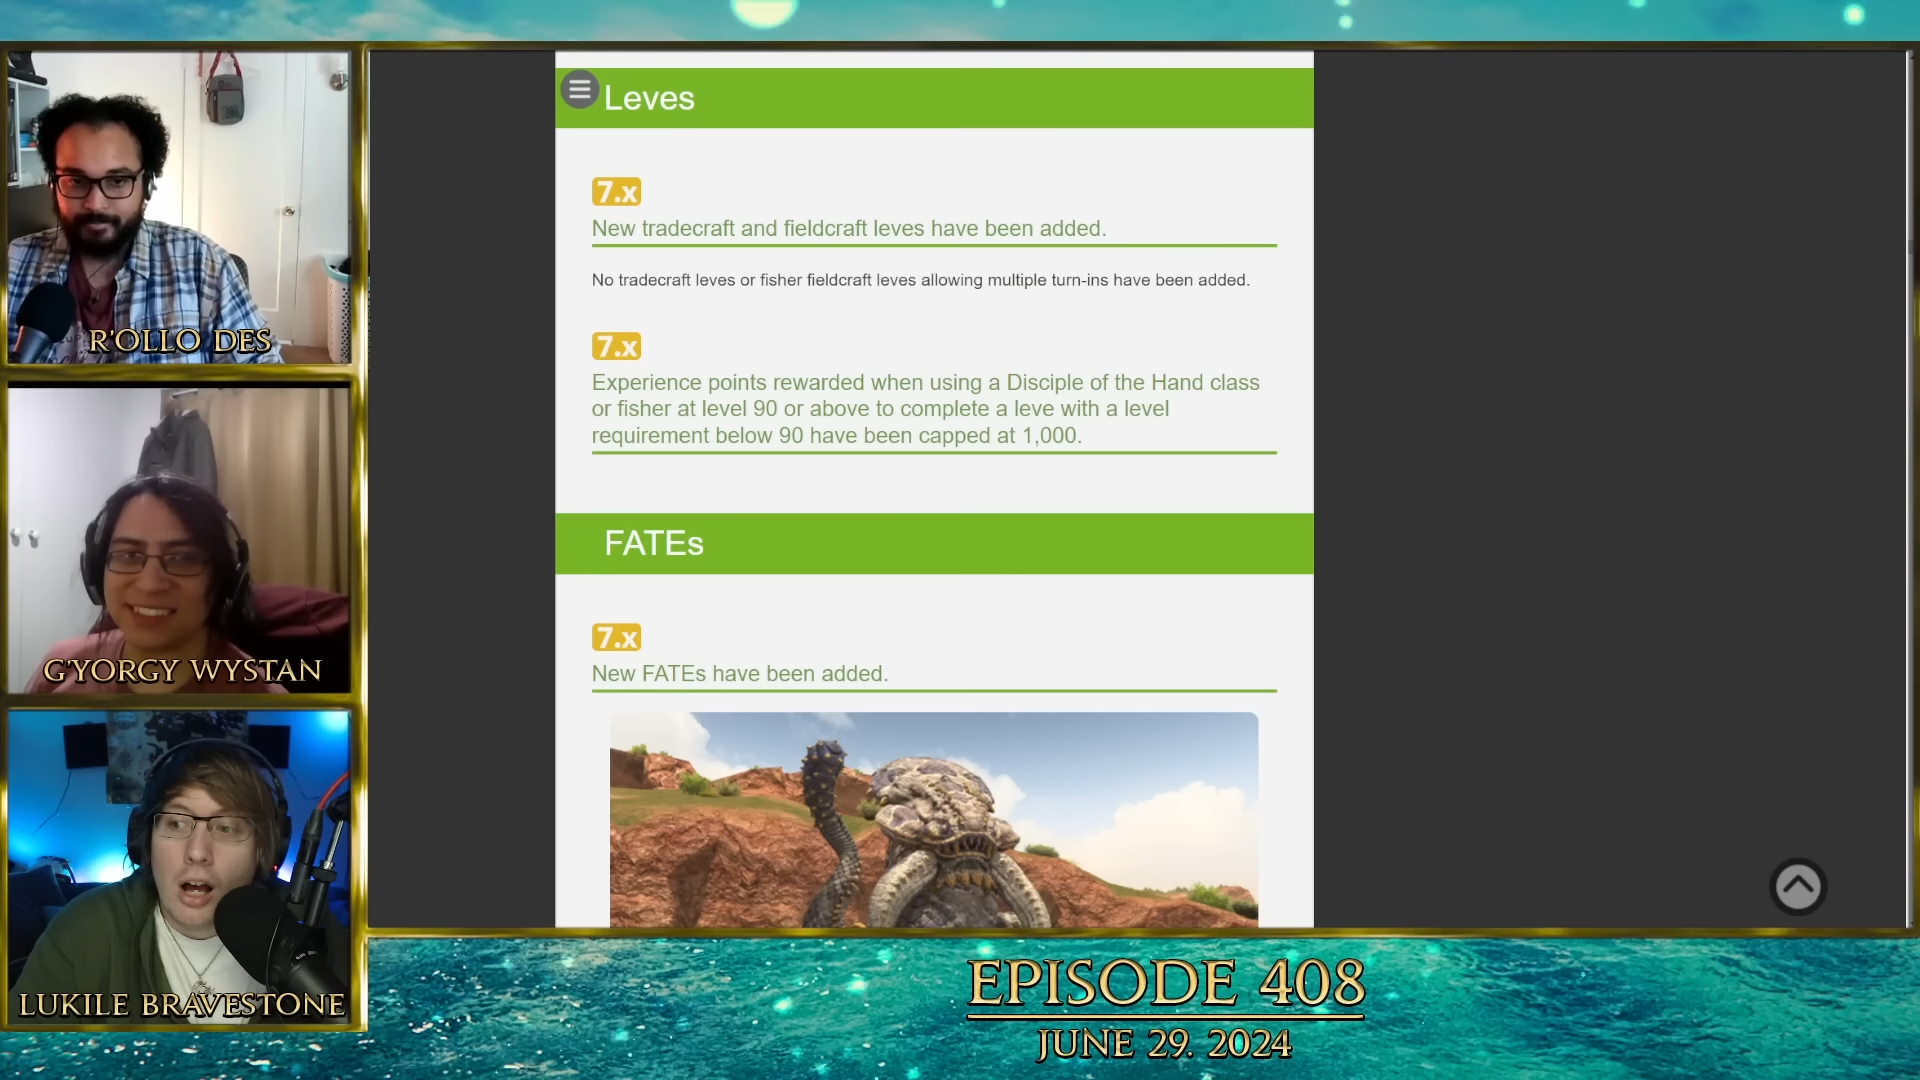 R'OLLO DES
G'YORGY WYSTAN
LUKILE BRAVESTONE
Leves
7.x
New tradecraft and fieldcraft leves have been added.
No tradecraft leves or fisher fieldcraft leves allowing multiple turn-ins have been added.
7.x
Experience points rewarded when using a Disciple of the Hand class
or fisher at level 90 or above to complete a leve with a level
requirement below 90 have been capped at 1,000.
FATEs
7.x
New FATEs have been added.
EPISODE 408
JUNE 29. 2024